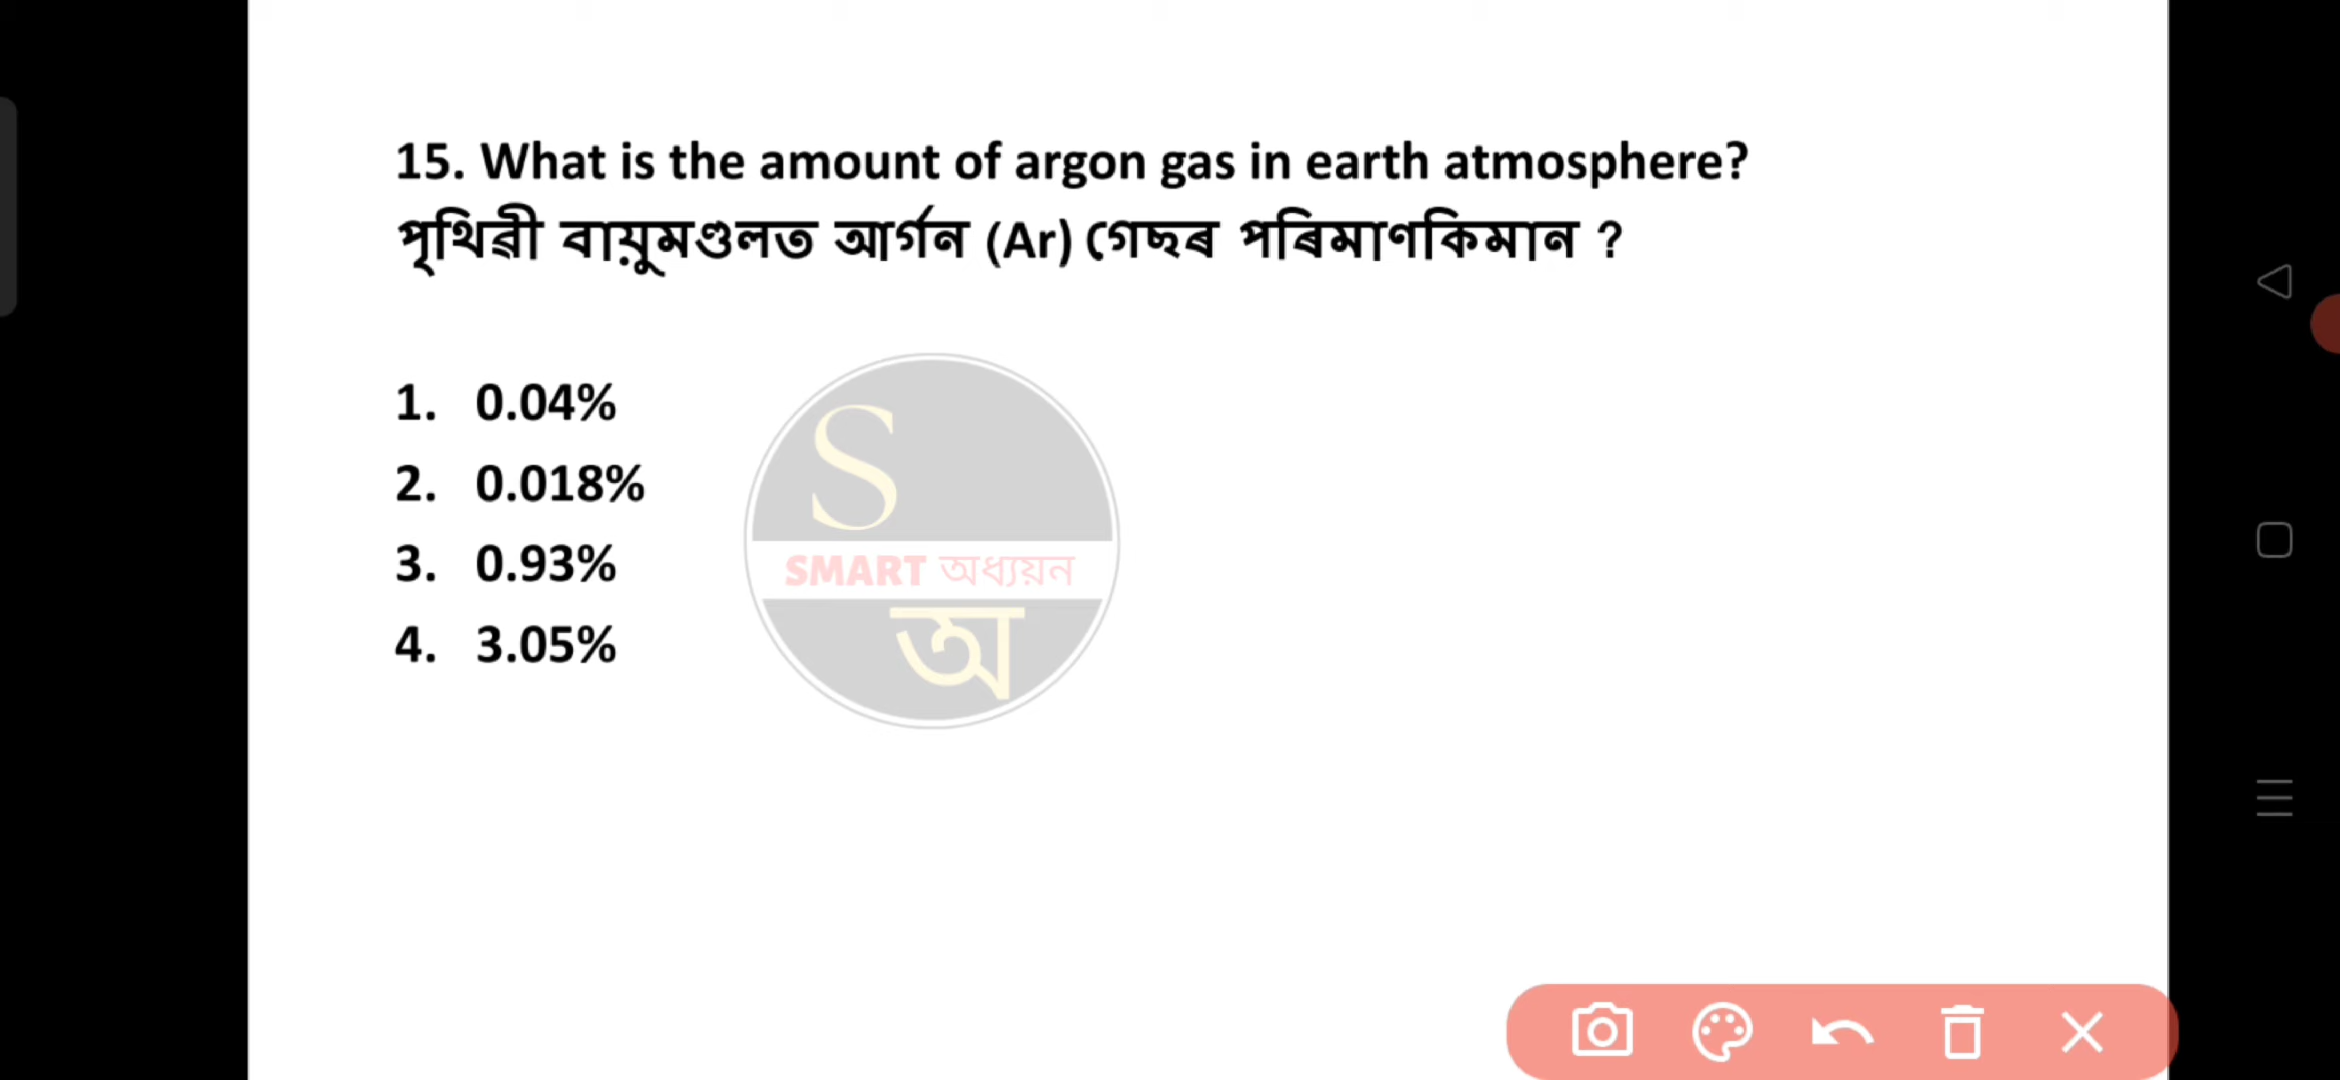 15. What is the amount of argon gas in earth atmosphere?
পৃথিৱী বায়ুমণ্ডলত আৰ্গন (Ar) গেছৰ পৰিমাণকিমান ?
1. 0.04%
2. 0.018%
3. 0.93%
4. 3.05%
S
SMART অধ্যয়ন
অ